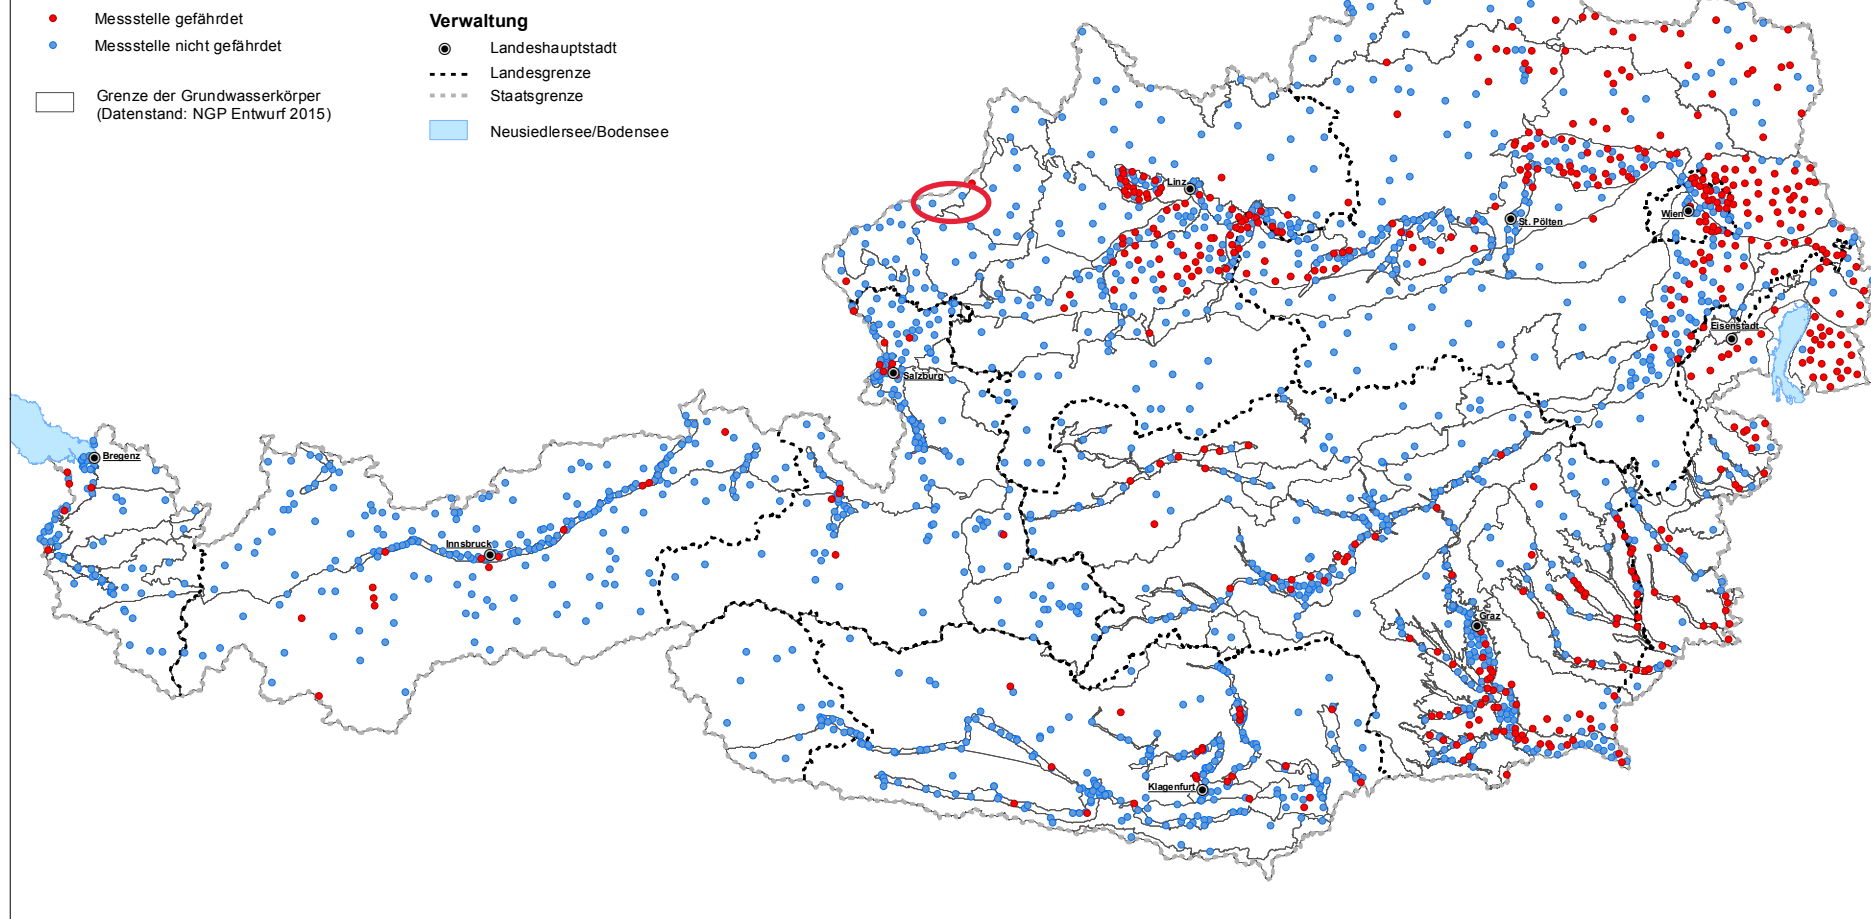 Messstelle gefährdet
Messstelle nicht gefährdet
Grenze der Grundwasserkörper
(Datenstand: NGP Entwurf 2015)
Verwaltung
Landeshauptstadt
Landesgrenze
Staatsgrenze
Neusiedlersee/Bodensee
Linz
St. Pölten
Wien
Eisenstadt
Salzburg
Bregenz
Innsbruck
Graz
Klagenfurt